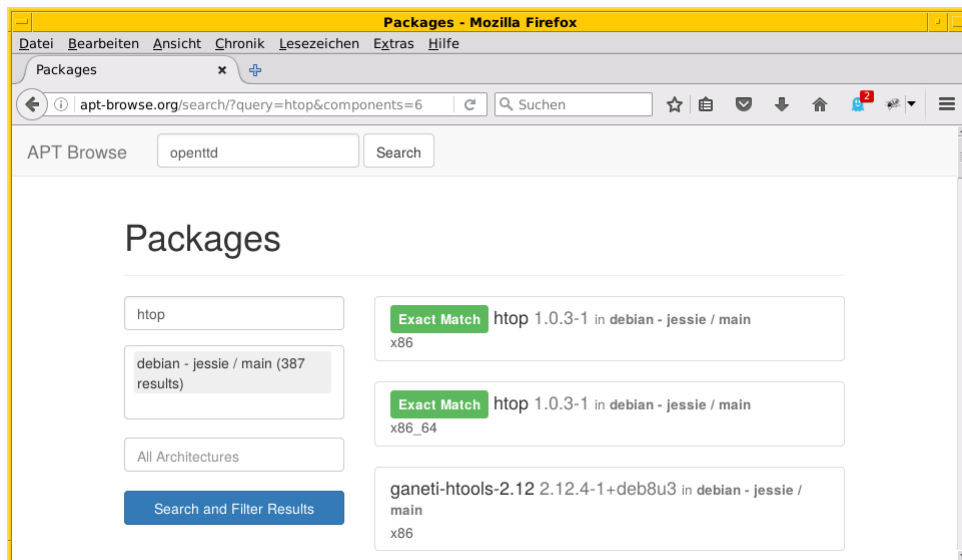 Packages - Mozilla Firefox
Datei Bearbeiten Ansicht Chronik Lesezeichen Extras Hilfe
Packages
apt-browse.org/search/?query=htop&components=6
Suchen
2
APT Browse
openttd
Search
Packages
htop
debian - jessie / main (387
results)
All Architectures
Search and Filter Results
Exact Match htop 1.0.3-1 in debian - jessie / main
x86
Exact Match htop 1.0.3-1 in debian - jessie / main
x86_64
ganeti-htools-2.12 2.12.4-1+deb8u3 in debian - jessie /
main
x86